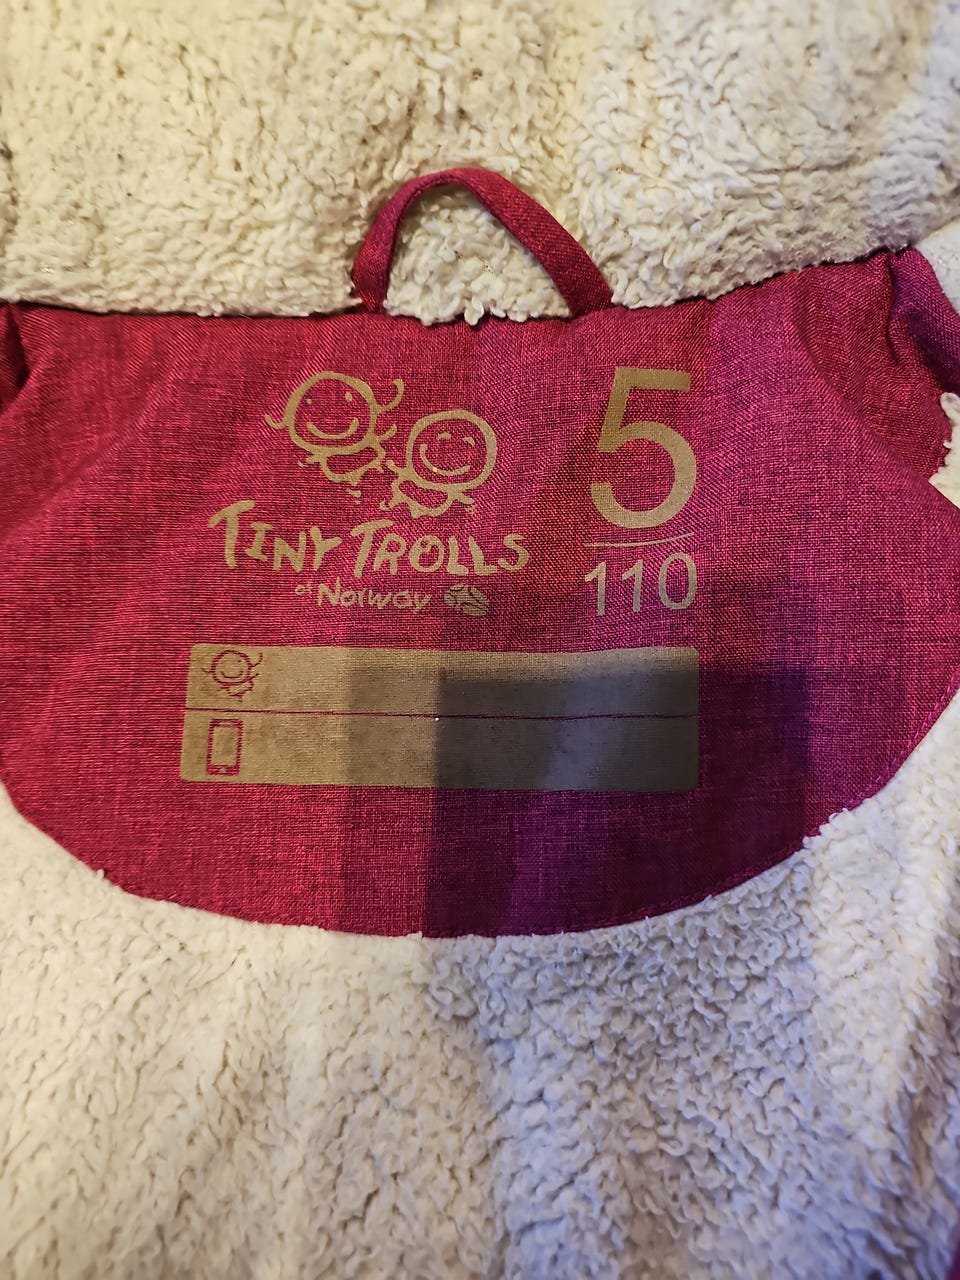 TINY TROLLS
of Norway
5
110